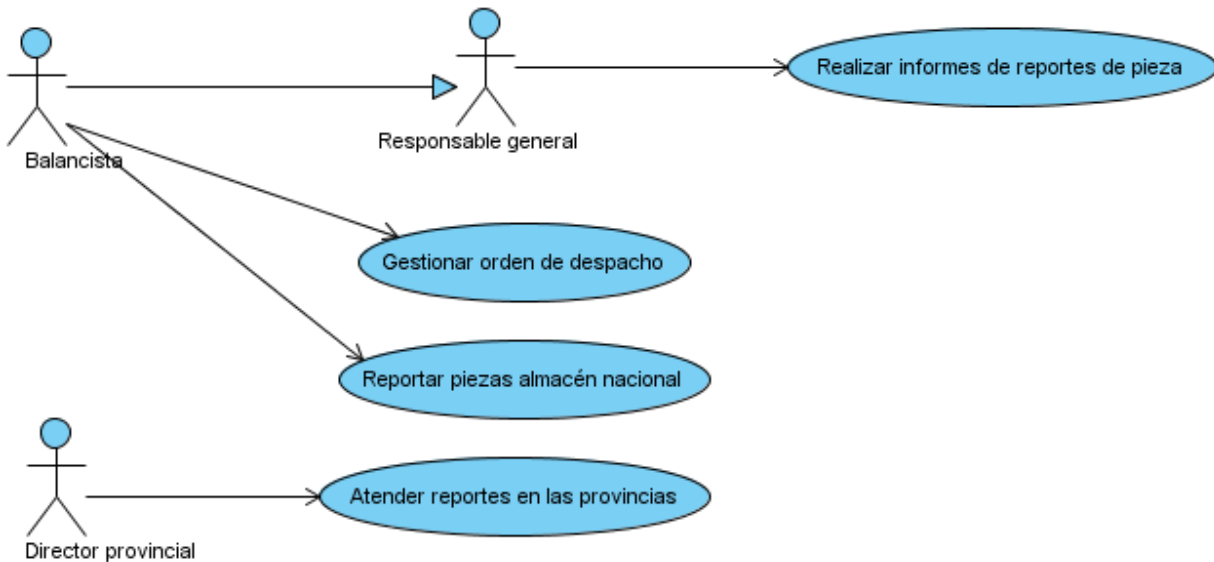 Realizar informes de reportes de pieza
Responsable general
Balancista
Gestionar orden de despacho
Reportar piezas almacén nacional
Atender reportes en las provincias
Director provincial